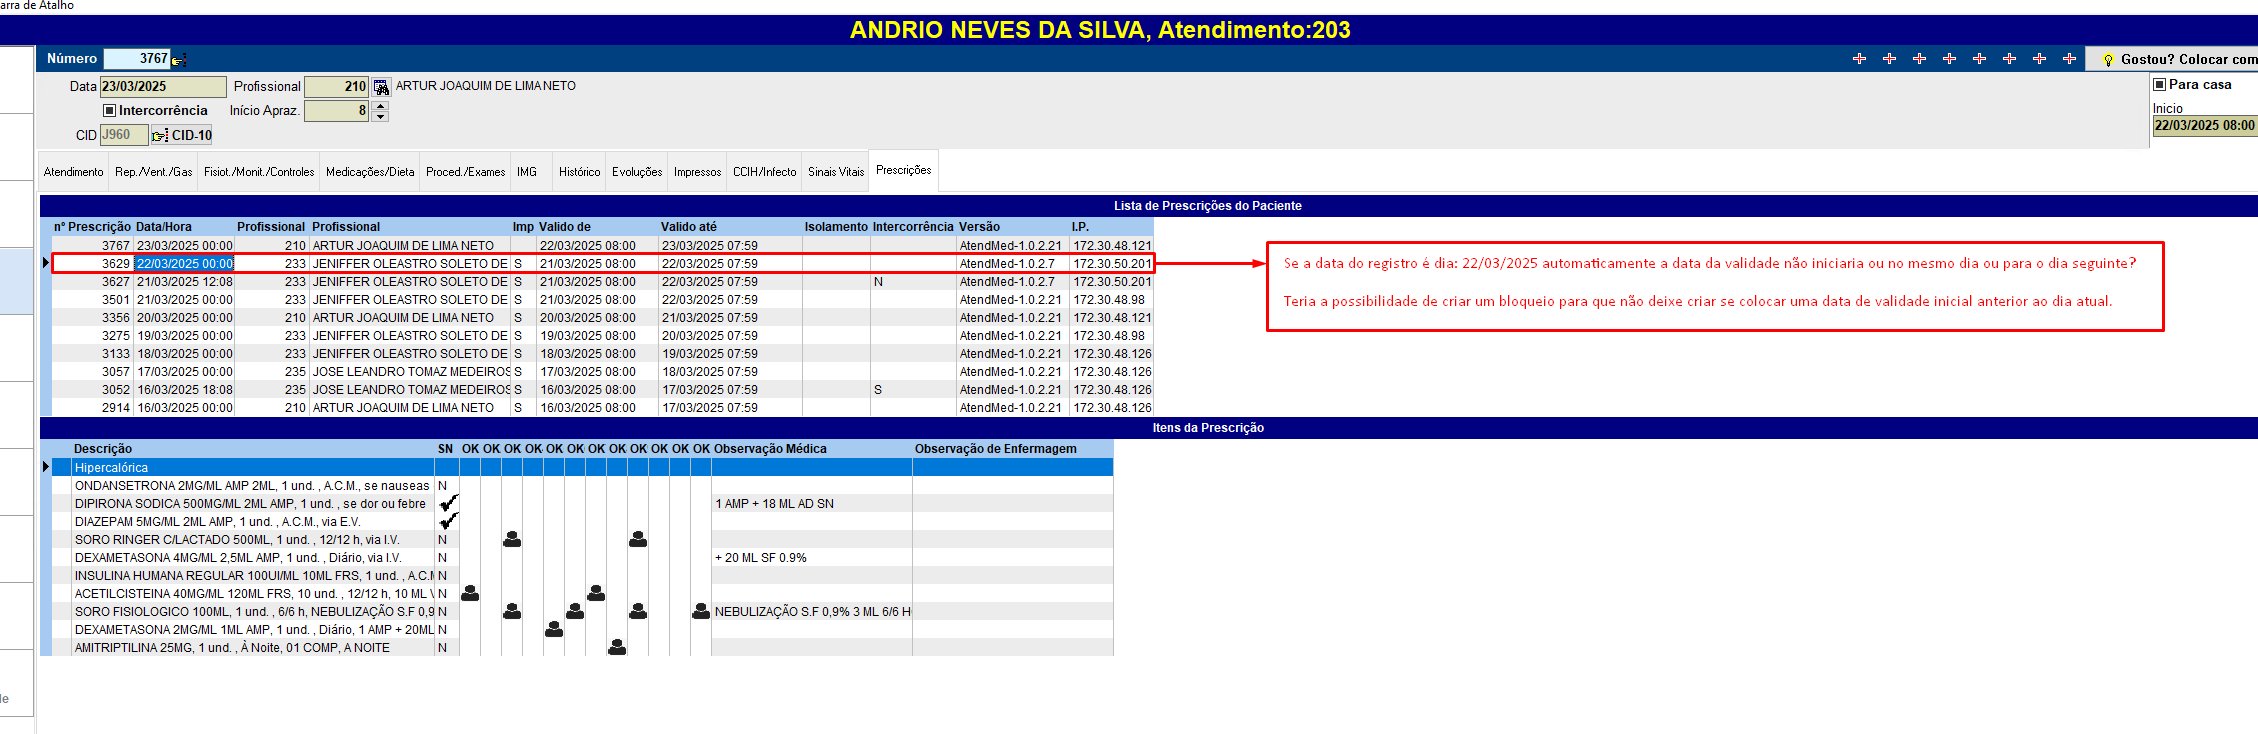 arra de Atalho
ANDRIO NEVES DA SILVA, Atendimento:203
Número 3767
Gostou? Colocar com
Data 23/03/2025 Profissional 210 ARTUR JOAQUIM DE LIMA NETO
Para casa
Intercorrência Início Apraz. 8
Inicio
22/03/2025 08:00
CID J960 CID-10
Atendimento Rep./Vent./Gas Fisiot./Monit./Controles Medicações/Dieta Proced./Exames IMG Histórico Evoluções Impressos CCIH/Infecto Sinais Vitais Prescrições
Lista de Prescrições do Paciente
nº Prescrição Data/Hora Profissional Profissional Imp Valido de Valido até Isolamento Intercorrência Versão I.P.
3767 23/03/2025 00:00 210 ARTUR JOAQUIM DE LIMA NETO 22/03/2025 08:00 23/03/2025 07:59 AtendMed-1.0.2.21 172.30.48.121
3629 22/03/2025 00:00 233 JENIFFER OLEASTRO SOLETO DE S 21/03/2025 08:00 22/03/2025 07:59 AtendMed-1.0.2.7 172.30.50.201
3627 21/03/2025 12:08 233 JENIFFER OLEASTRO SOLETO DE S 21/03/2025 08:00 22/03/2025 07:59 N AtendMed-1.0.2.7 172.30.50.201
3501 21/03/2025 00:00 233 JENIFFER OLEASTRO SOLETO DE S 21/03/2025 08:00 22/03/2025 07:59 AtendMed-1.0.2.21 172.30.48.98
3356 20/03/2025 00:00 210 ARTUR JOAQUIM DE LIMA NETO S 20/03/2025 08:00 21/03/2025 07:59 AtendMed-1.0.2.21 172.30.48.121
3275 19/03/2025 00:00 233 JENIFFER OLEASTRO SOLETO DE S 19/03/2025 08:00 20/03/2025 07:59 AtendMed-1.0.2.21 172.30.48.98
3133 18/03/2025 00:00 233 JENIFFER OLEASTRO SOLETO DE S 18/03/2025 08:00 19/03/2025 07:59 AtendMed-1.0.2.21 172.30.48.126
3057 17/03/2025 00:00 235 JOSE LEANDRO TOMAZ MEDEIROS S 17/03/2025 08:00 18/03/2025 07:59 AtendMed-1.0.2.21 172.30.48.126
3052 16/03/2025 18:08 235 JOSE LEANDRO TOMAZ MEDEIROS S 16/03/2025 08:00 17/03/2025 07:59 S AtendMed-1.0.2.21 172.30.48.126
2914 16/03/2025 00:00 210 ARTUR JOAQUIM DE LIMA NETO S 16/03/2025 08:00 17/03/2025 07:59 AtendMed-1.0.2.21 172.30.48.126
Se a data do registro é dia: 22/03/2025 automaticamente a data da validade não iniciaria ou no mesmo dia ou para o dia seguinte?
Teria a possibilidade de criar um bloqueio para que não deixe criar se colocar uma data de validade inicial anterior ao dia atual.
Itens da Prescrição
Descrição SN OK OK OK OK OK OK OK OK OK OK OK OK Observação Médica Observação de Enfermagem
Hipercalórica
ONDANSETRONA 2MG/ML AMP 2ML, 1 und. , A.C.M., se nauseas N
DIPIRONA SODICA 500MG/ML 2ML AMP, 1 und. , se dor ou febre 1 AMP + 18 ML AD SN
DIAZEPAM 5MG/ML 2ML AMP, 1 und. , A.C.M., via E.V.
SORO RINGER C/LACTADO 500ML, 1 und. , 12/12 h, via I.V. N
DEXAMETASONA 4MG/ML 2,5ML AMP, 1 und. , Diário, via I.V. N + 20 ML SF 0.9%
INSULINA HUMANA REGULAR 100UI/ML 10ML FRS, 1 und. , A.C.M N
ACETILCISTEINA 40MG/ML 120ML FRS, 10 und. , 12/12 h, 10 ML V N
SORO FISIOLOGICO 100ML, 1 und. , 6/6 h, NEBULIZAÇÃO S.F 0,9 N NEBULIZAÇÃO S.F 0,9% 3 ML 6/6 H
DEXAMETASONA 2MG/ML 1ML AMP, 1 und. , Diário, 1 AMP + 20ML N
AMITRIPTILINA 25MG, 1 und. , À Noite, 01 COMP, A NOITE N
le